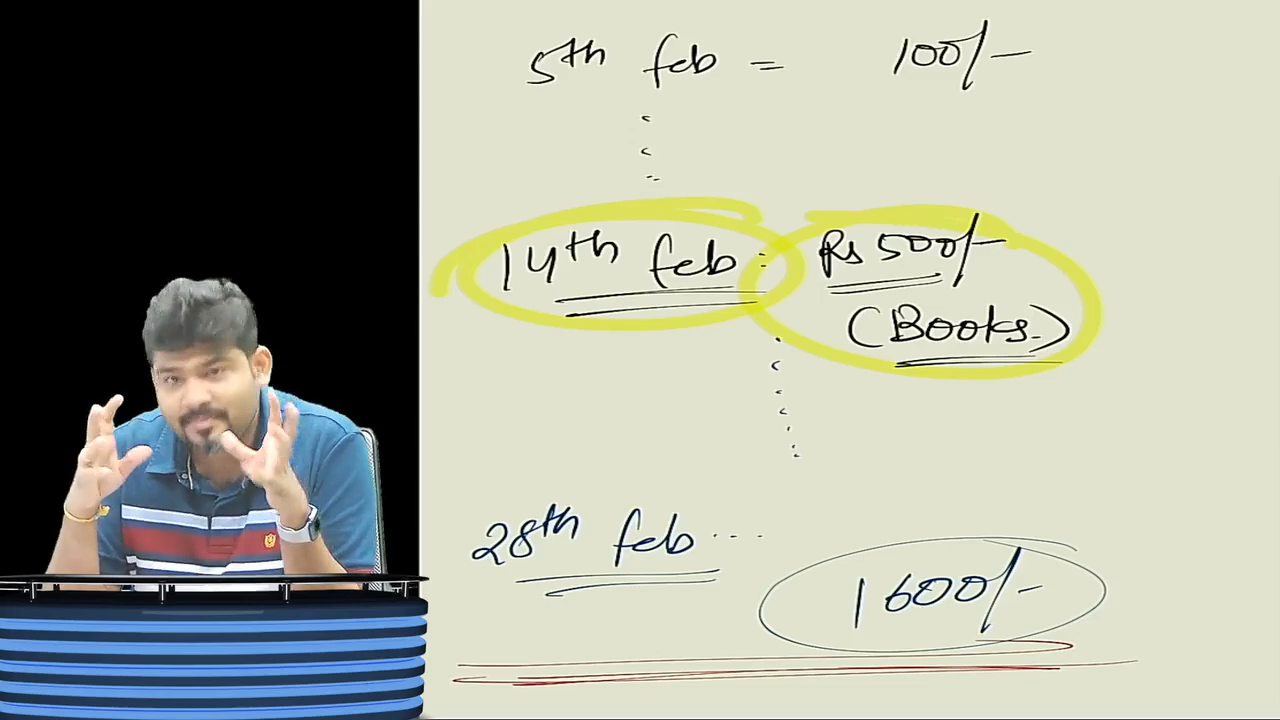 5th feb = 100/-
14th feb : Rs 500/-
(Books.)
28th feb ...
1600/-